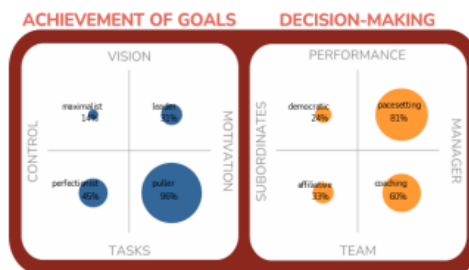 ACHIEVEMENT OF GOALS
DECISION-MAKING
VISION
maximalist
14%
leader
31%
CONTROL
MOTIVATION
perfectionist
45%
puller
96%
TASKS
PERFORMANCE
democratic
24%
pacesetting
81%
SUBORDINATES
MANAGER
affiliative
33%
coaching
60%
TEAM